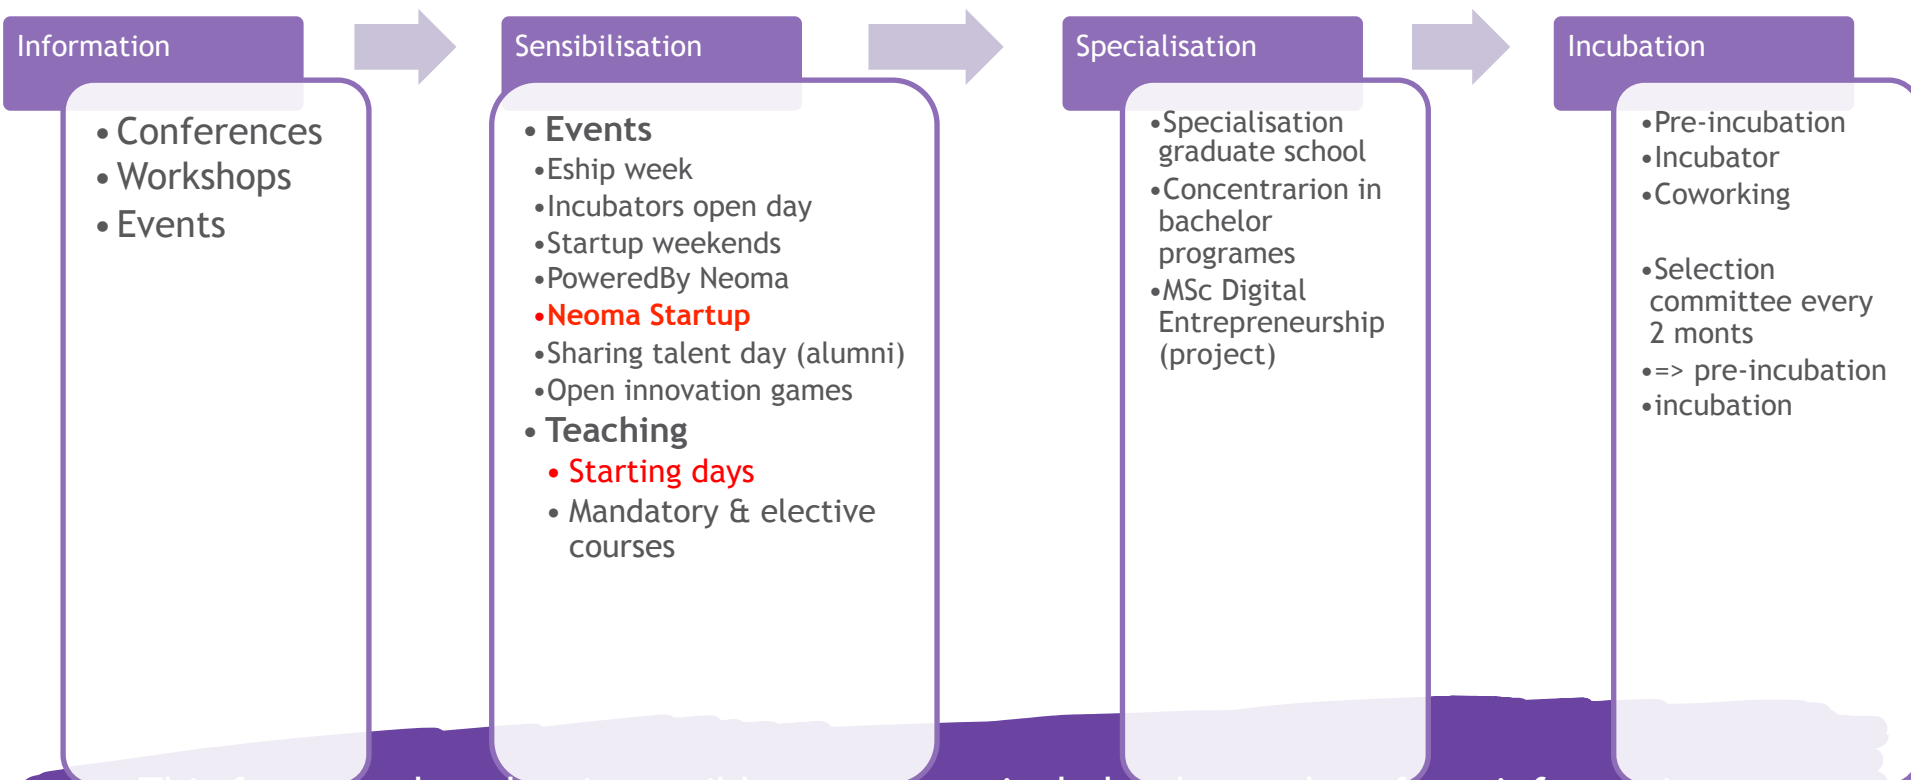 Information
• Conferences
• Workshops
• Events
Sensibilisation
• Events
•Eship week
•Incubators open day
•Startup weekends
•PoweredBy Neoma
•Neoma Startup
•Sharing talent day (alumni)
•Open innovation games
• Teaching
• Starting days
• Mandatory & elective
courses
Specialisation
•Specialisation
graduate school
•Concentrarion in
bachelor
programes
•MSc Digital
Entrepreneurship
(project)
Incubation
•Pre-incubation
•Incubator
•Coworking
•Selection
committee every
2 monts
•=> pre-incubation
•incubation